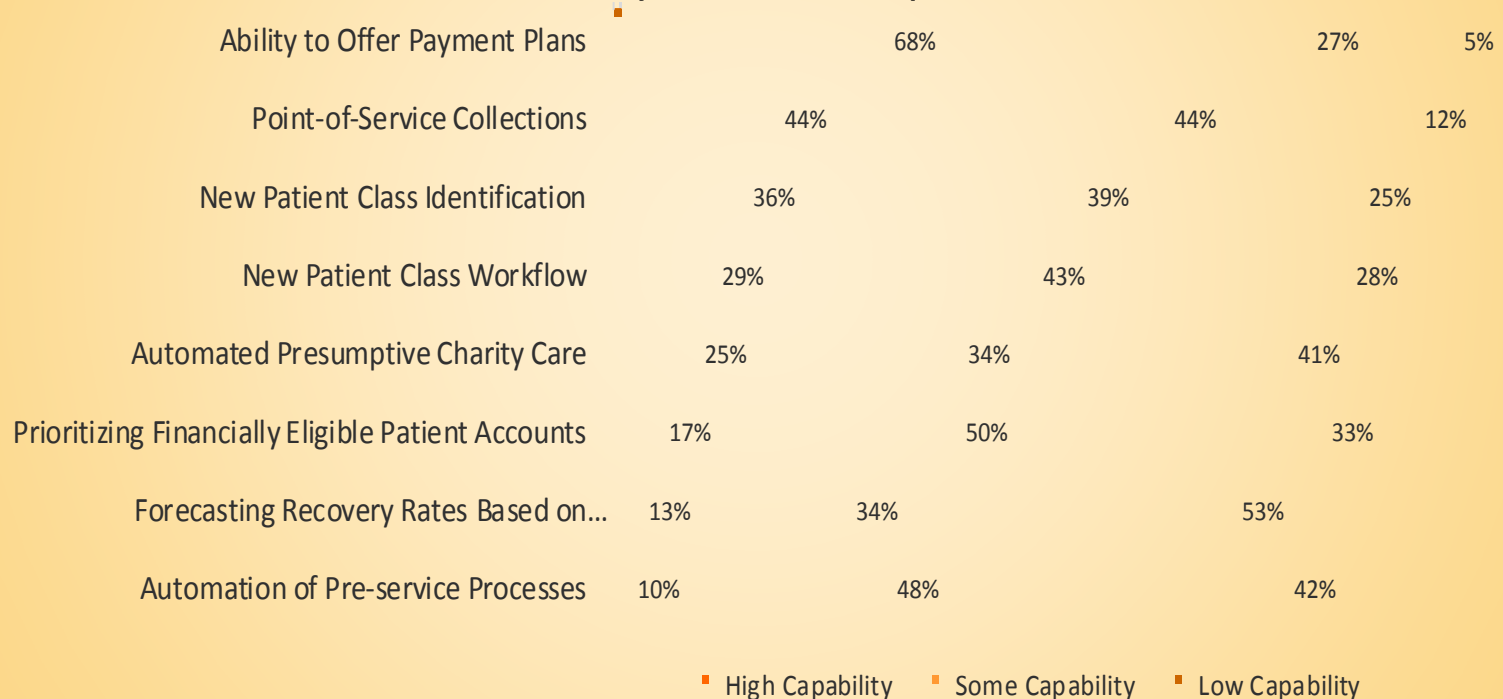 Ability to Offer Payment Plans 68% 27% 5%
Point-of-Service Collections 44% 44% 12%
New Patient Class Identification 36% 39% 25%
New Patient Class Workflow 29% 43% 28%
Automated Presumptive Charity Care 25% 34% 41%
Prioritizing Financially Eligible Patient Accounts 17% 50% 33%
Forecasting Recovery Rates Based on... 13% 34% 53%
Automation of Pre-service Processes 10% 48% 42%
High Capability Some Capability Low Capability